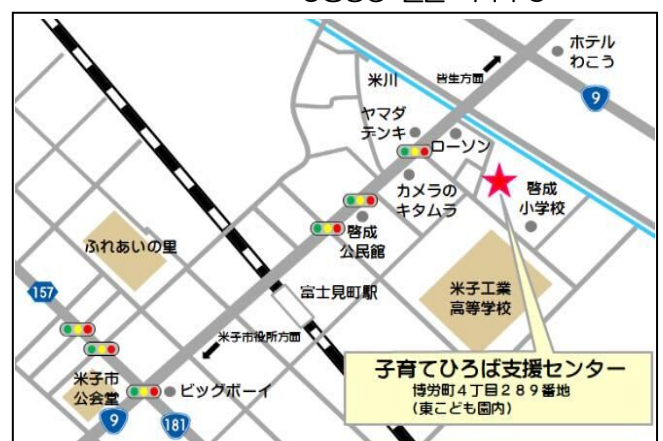 ホテル
わこう
米川
皆生方面
9
ヤマダ
デンキ
ローソン
カメラの
キタムラ
啓成
小学校
啓成
公民館
ふれあいの里
富士見町駅
米子工業
高等学校
157
米子市役所方面
米子市
公会堂
ビッグボーイ
9
181
子育てひろば支援センター
博労町4丁目289番地
(東こども園内)